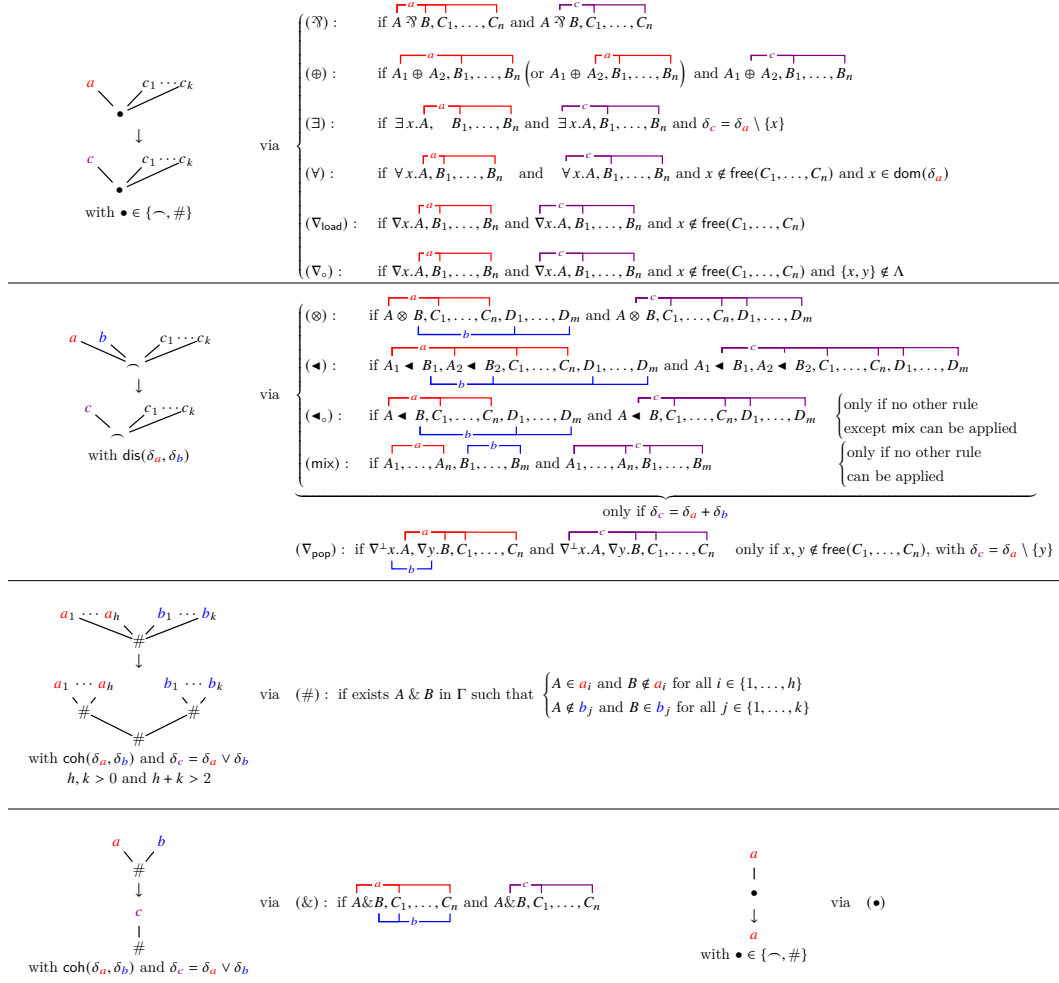 (⅋) : if A ⅋ B, C₁, . . . , Cₙ and A ⅋ B, C₁, . . . , Cₙ
a
c
(⊕) : if A₁ ⊕ A₂, B₁, . . . , Bₙ (or A₁ ⊕ A₂, B₁, . . . , Bₙ) and A₁ ⊕ A₂, B₁, . . . , Bₙ
a
a
c
a c₁ ⋯ cₖ
•
↓
c c₁ ⋯ cₖ
•
with • ∈ {⌢, #}
via
(∃) : if ∃x.A, B₁, . . . , Bₙ and ∃x.A, B₁, . . . , Bₙ and δc = δa \ {x}
a
c
(∀) : if ∀x.A, B₁, . . . , Bₙ and ∀x.A, B₁, . . . , Bₙ and x ∉ free(C₁, . . . , Cₙ) and x ∈ dom(δa)
a
c
(∇load) : if ∇x.A, B₁, . . . , Bₙ and ∇x.A, B₁, . . . , Bₙ and x ∉ free(C₁, . . . , Cₙ)
a
c
(∇∘) : if ∇x.A, B₁, . . . , Bₙ and ∇x.A, B₁, . . . , Bₙ and x ∉ free(C₁, . . . , Cₙ) and {x, y} ∉ Λ
a
c
a b c₁ ⋯ cₖ
⌢
↓
c c₁ ⋯ cₖ
⌢
with dis(δa, δb)
via
(⊗) : if A ⊗ B, C₁, . . . , Cₙ, D₁, . . . , Dₘ and A ⊗ B, C₁, . . . , Cₙ, D₁, . . . , Dₘ
a
b
c
(◂) : if A₁ ◂ B₁, A₂ ◂ B₂, C₁, . . . , Cₙ, D₁, . . . , Dₘ and A₁ ◂ B₁, A₂ ◂ B₂, C₁, . . . , Cₙ, D₁, . . . , Dₘ
a
b
c
(◂∘) : if A ◂ B, C₁, . . . , Cₙ, D₁, . . . , Dₘ and A ◂ B, C₁, . . . , Cₙ, D₁, . . . , Dₘ
a
b
c
only if no other rule
except mix can be applied
(mix) : if A₁, . . . , Aₙ, B₁, . . . , Bₘ and A₁, . . . , Aₙ, B₁, . . . , Bₘ
a
b
c
only if no other rule
can be applied
only if δc = δa + δb
(∇pop) : if ∇⊥x.A, ∇y.B, C₁, . . . , Cₙ and ∇⊥x.A, ∇y.B, C₁, . . . , Cₙ only if x, y ∉ free(C₁, . . . , Cₙ), with δc = δa \ {y}
a
b
c
a₁ ⋯ aₕ b₁ ⋯ bₖ
#
↓
a₁ ⋯ aₕ b₁ ⋯ bₖ
# #
#
with coh(δa, δb) and δc = δa ∨ δb
h, k > 0 and h + k > 2
via (#) : if exists A & B in Γ such that
A ∈ aᵢ and B ∉ aᵢ for all i ∈ {1, . . . , h}
A ∉ bⱼ and B ∈ bⱼ for all j ∈ {1, . . . , k}
a b
#
↓
c
#
with coh(δa, δb) and δc = δa ∨ δb
via (&) : if A&B, C₁, . . . , Cₙ and A&B, C₁, . . . , Cₙ
a
b
c
a
•
↓
a
with • ∈ {⌢, #}
via (•)